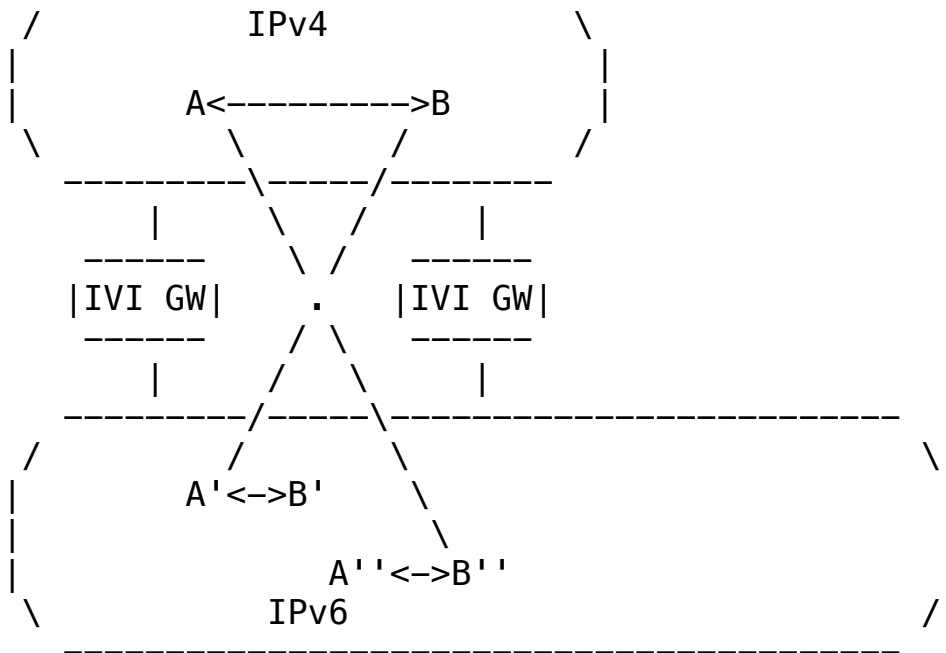 /          IPv4             \
|                             |
|        A<--------->B        |
\         \       /        /
---------\-----/--------
|     \   /     |
------    \ /    ------
|IVI GW|    .   |IVI GW|
------    / \   ------
|     /   \     |
---------/-----\-------------------------
/         /       \                         \
|        A'<->B'    \
|                    \
|               A''<->B''
\           IPv6                            /
-----------------------------------------